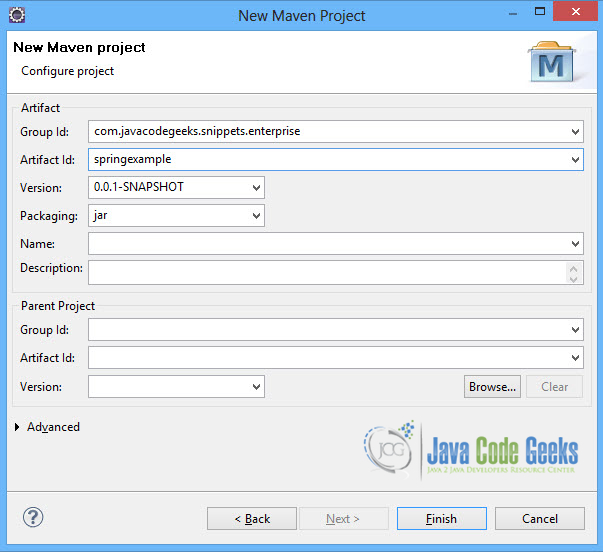 New Maven Project
New Maven project
Configure project
M
Artifact
Group Id: com.javacodegeeks.snippets.enterprise
Artifact Id: springexample
Version: 0.0.1-SNAPSHOT
Packaging: jar
Name:
Description:
Parent Project
Group Id:
Artifact Id:
Version: Browse... Clear
Advanced
JCG Java Code Geeks
JAVA 2 JAVA DEVELOPERS RESOURCE CENTER
? < Back Next > Finish Cancel